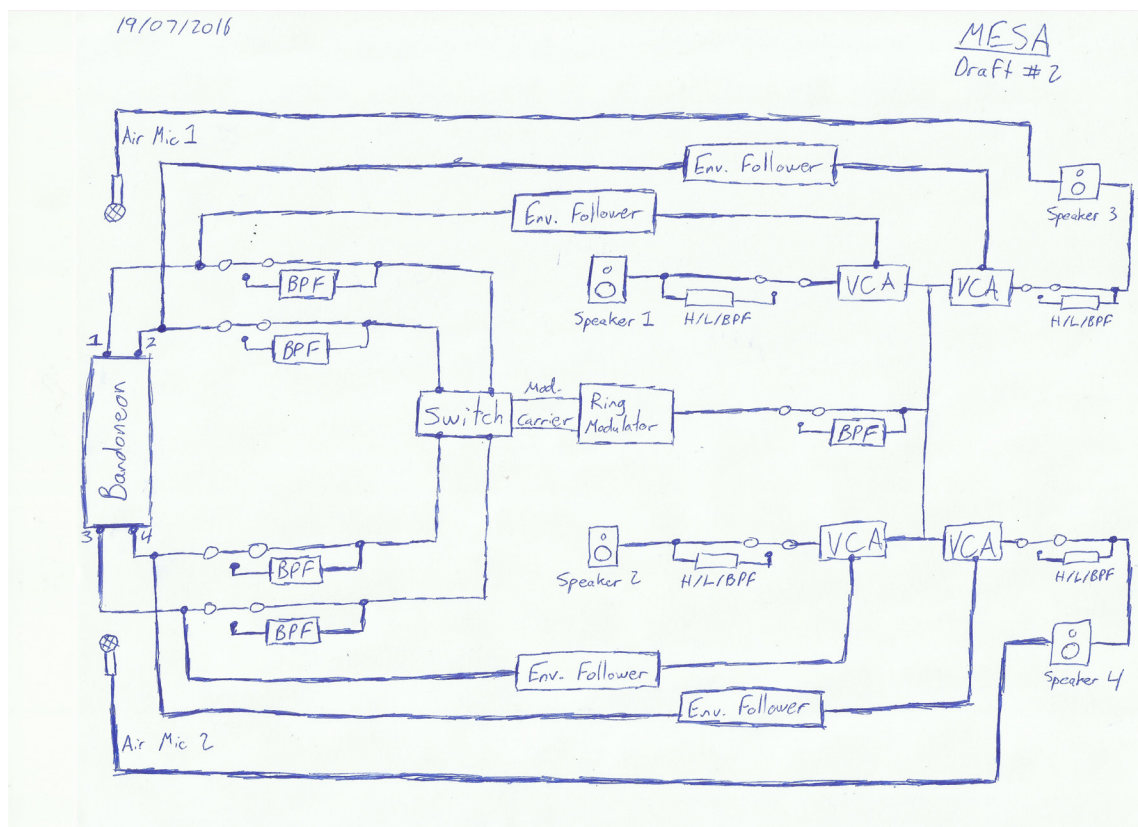 19/07/2016
MESA
Draft # 2
Air Mic 1
Env. Follower
Env. Follower
Speaker 3
BPF
Speaker 1
H/L/BPF
VCA
VCA
H/L/BPF
1
2
BPF
Bandoneon
Switch
Mod.
Carrier
Ring
Modulator
BPF
3
4
BPF
Speaker 2
H/L/BPF
VCA
VCA
H/L/BPF
BPF
Env. Follower
Speaker 4
Env. Follower
Air Mic 2